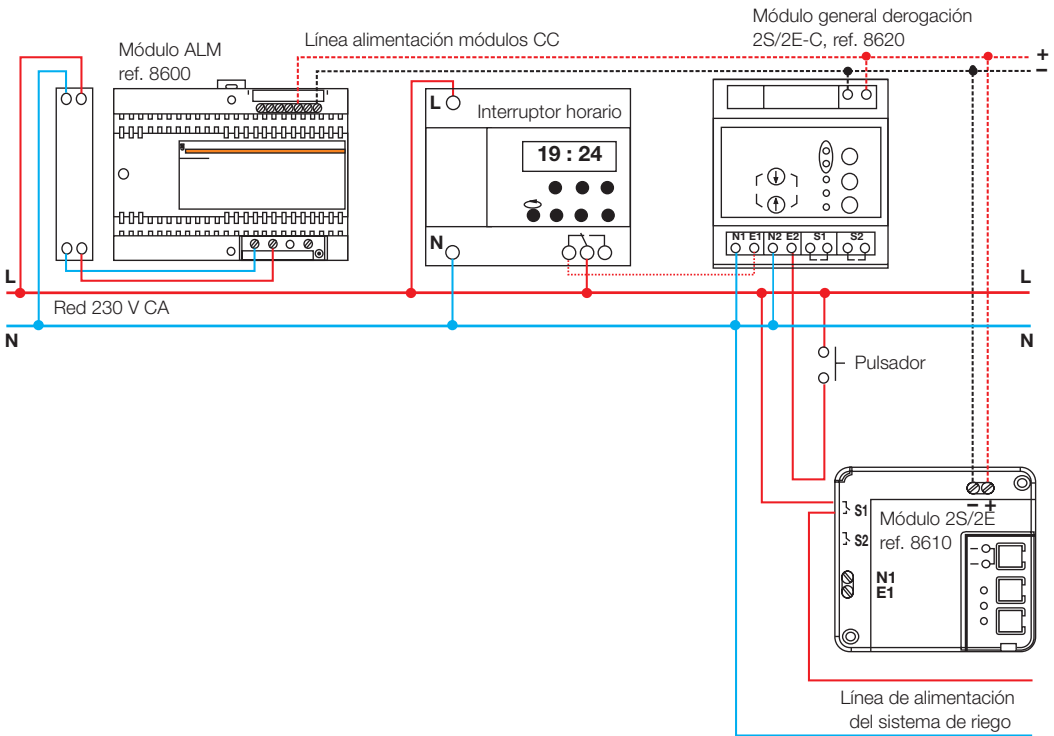 Módulo general derogación
2S/2E-C, ref. 8620
Línea alimentación módulos CC
Módulo ALM
ref. 8600
+
−
L
Interruptor horario
19 : 24
N
N1 E1 N2 E2 S1 S2
L
L
Red 230 V CA
N
N
Pulsador
− +
S1
Módulo 2S/2E
S2
ref. 8610
N1
E1
Línea de alimentación
del sistema de riego